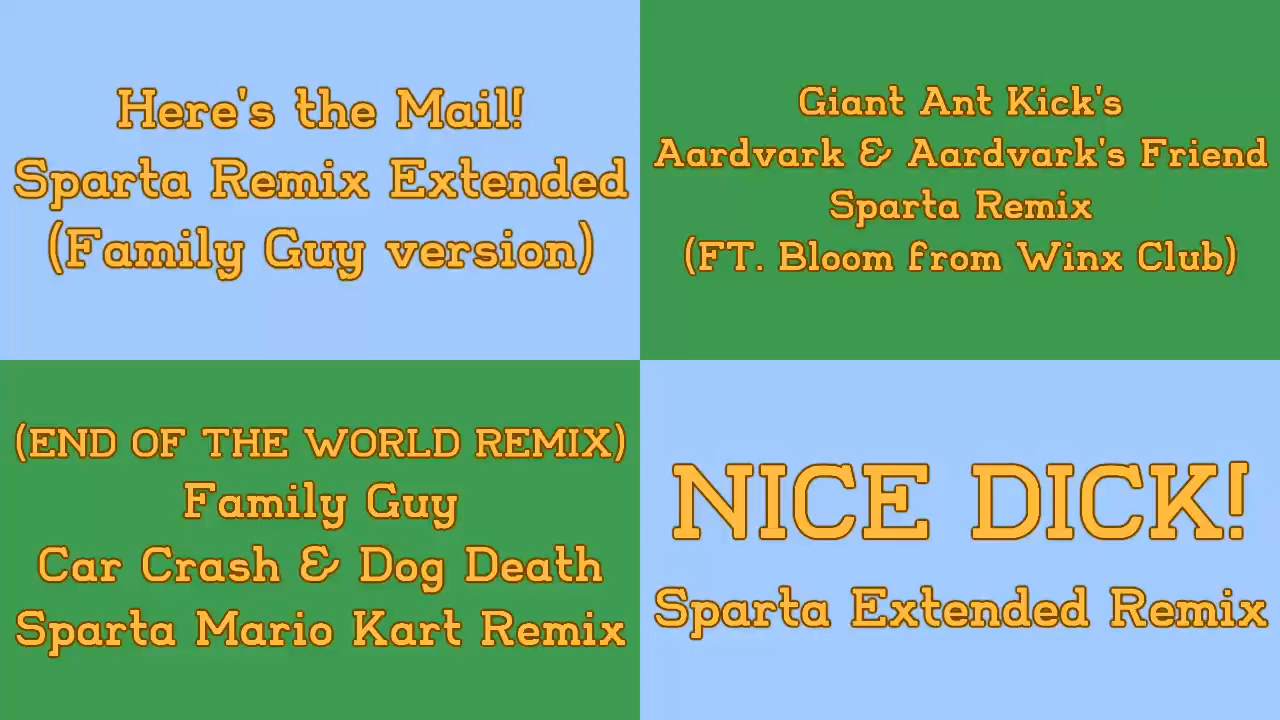 Here's the Mail!
Sparta Remix Extended
(Family Guy version)
Giant Ant Kick's
Aardvark & Aardvark's Friend
Sparta Remix
(FT. Bloom from Winx Club)
(END OF THE WORLD REMIX)
Family Guy
Car Crash & Dog Death
Sparta Mario Kart Remix
NICE DICK!
Sparta Extended Remix